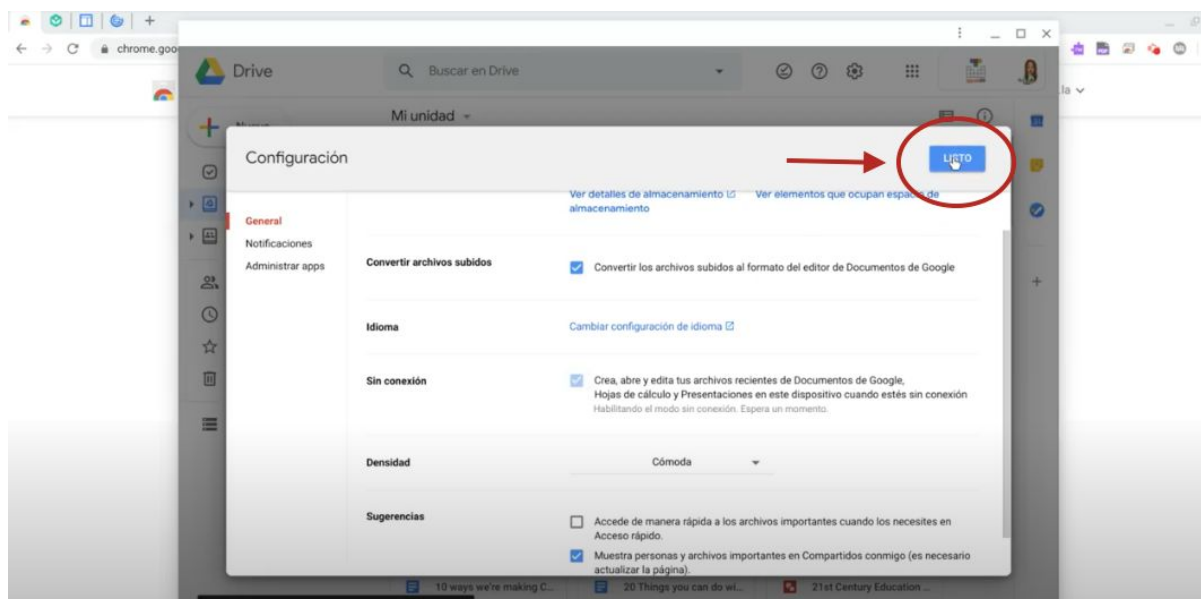 chrome.goo
Drive
Buscar en Drive
Mi unidad
Configuración
LISTO
Ver detalles de almacenamiento
Ver elementos que ocupan espacio de
almacenamiento
General
Notificaciones
Administrar apps
Convertir archivos subidos
Convertir los archivos subidos al formato del editor de Documentos de Google
Idioma
Cambiar configuración de idioma
Sin conexión
Crea, abre y edita tus archivos recientes de Documentos de Google,
Hojas de cálculo y Presentaciones en este dispositivo cuando estés sin conexión
Habilitando el modo sin conexión. Espera un momento.
Densidad
Cómoda
Sugerencias
Accede de manera rápida a los archivos importantes cuando los necesites en
Acceso rápido.
Muestra personas y archivos importantes en Compartidos conmigo (es necesario
actualizar la página).
10 ways we're making C...
20 Things you can do wi...
21st Century Education ...